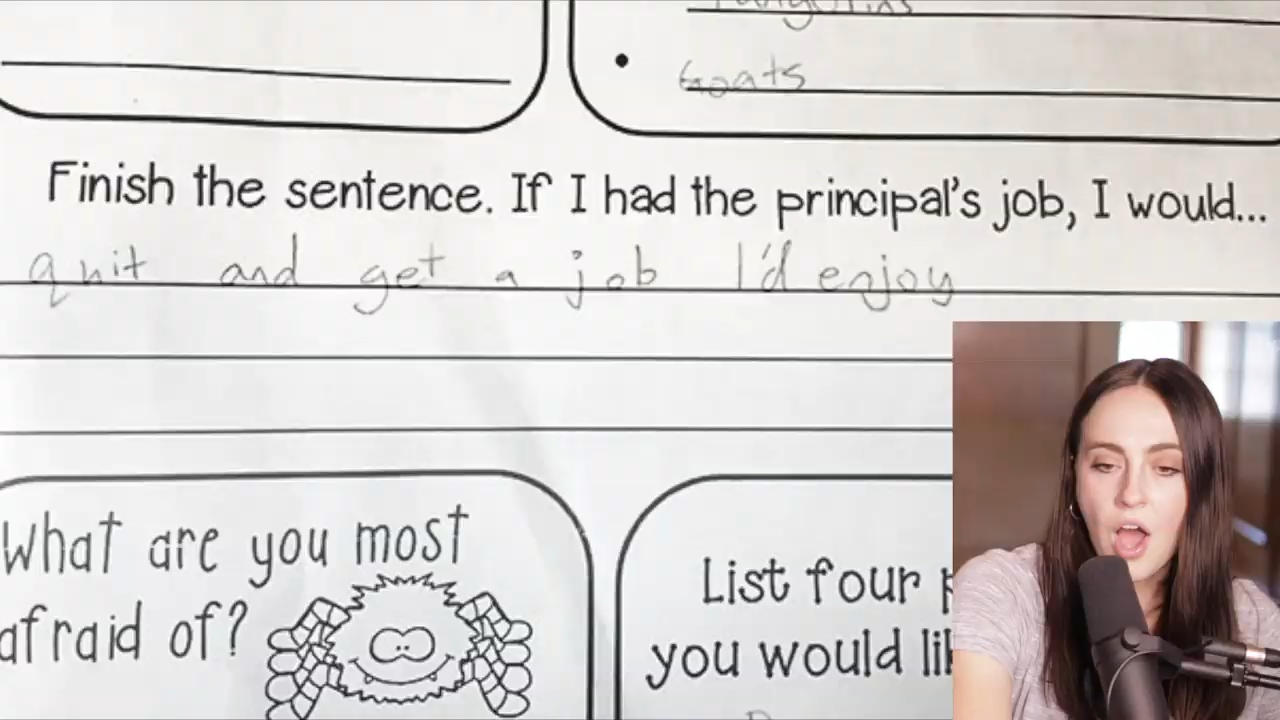 Goats
Finish the sentence. If I had the principal's job, I would...
quit and get a job I'd enjoy
What are you most
afraid of?
List four
you would